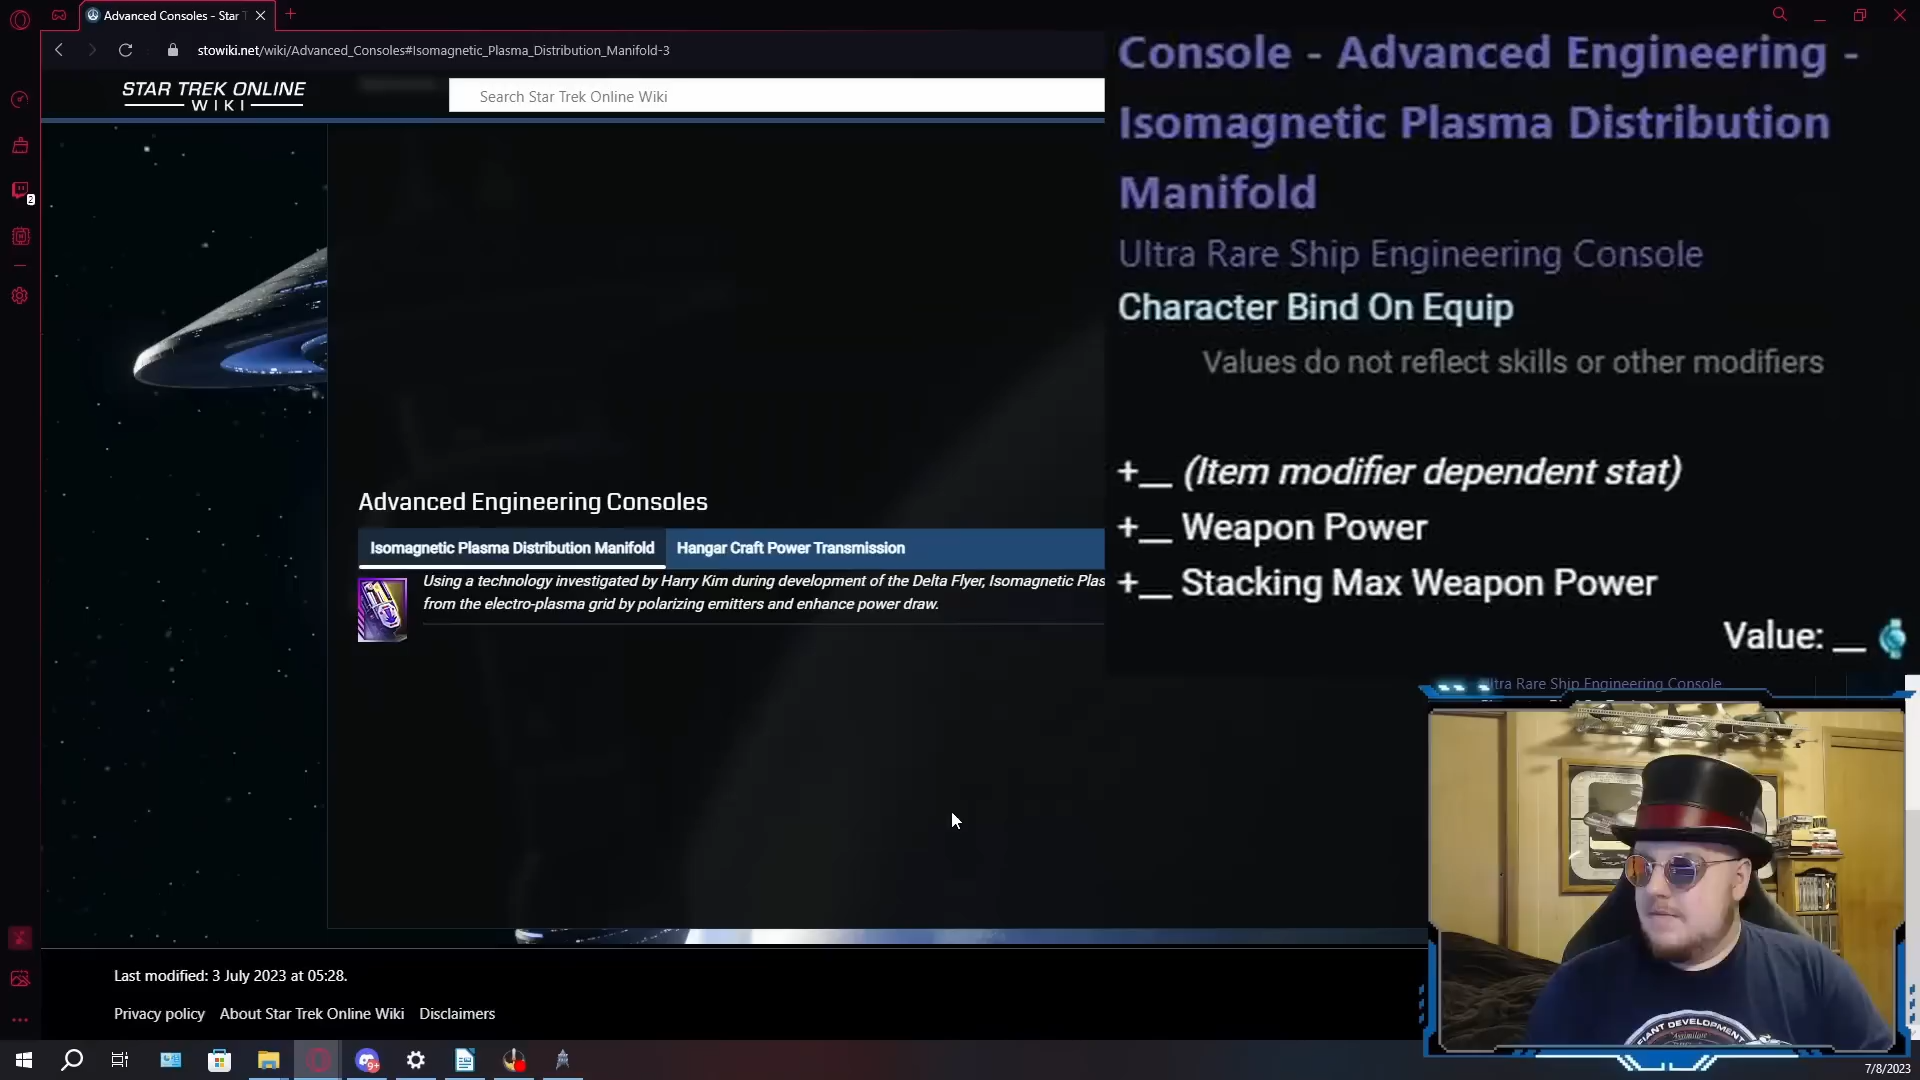 Advanced Consoles - Star T
stowiki.net/wiki/Advanced_Consoles#Isomagnetic_Plasma_Distribution_Manifold-3
STAR TREK ONLINE
WIKI
Search Star Trek Online Wiki
2
Console - Advanced Engineering -
Isomagnetic Plasma Distribution
Manifold
Ultra Rare Ship Engineering Console
Character Bind On Equip
Values do not reflect skills or other modifiers
+__ (Item modifier dependent stat)
+__ Weapon Power
+__ Stacking Max Weapon Power
Value: __
Advanced Engineering Consoles
Isomagnetic Plasma Distribution Manifold
Hangar Craft Power Transmission
Using a technology investigated by Harry Kim during development of the Delta Flyer, Isomagnetic Plas
from the electro-plasma grid by polarizing emitters and enhance power draw.
ltra Rare Ship Engineering Console
FIANT DEVELOPMENT
Assimilate
Last modified: 3 July 2023 at 05:28.
Privacy policy About Star Trek Online Wiki Disclaimers
9+
7/8/2023